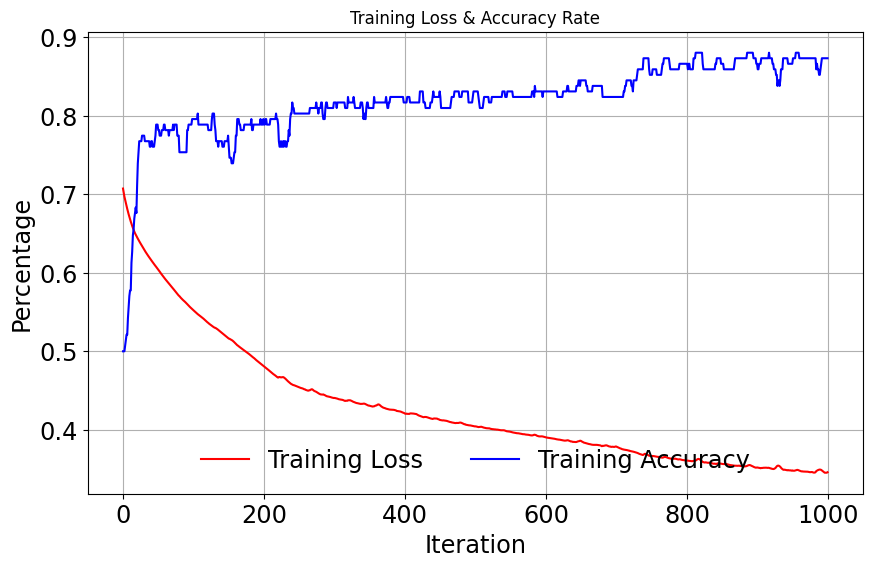 Training Loss & Accuracy Rate
Percentage
0.9
0.8
0.7
0.6
0.5
0.4
Training Loss
Training Accuracy
0 200 400 600 800 1000
Iteration